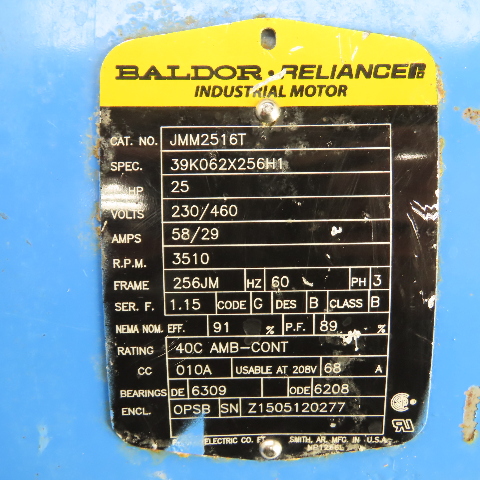 BALDOR • RELIANCER
INDUSTRIAL MOTOR
CAT. NO. JMM2516T
SPEC. 39K062X256H1
HP 25
VOLTS 230/460
AMPS 58/29
R.P.M. 3510
FRAME 256JM HZ 60 PH 3
SER. F. 1.15 CODE G DES B CLASS B
NEMA NOM. EFF. 91 % P.F. 89 %
RATING 40C AMB-CONT
CC 010A USABLE AT 208V 68 A
BEARINGS DE 6309 ODE 6208
ENCL. OPSB SN Z1505120277
ELECTRIC CO. FT. SMITH, AR. MFG. IN U.S.A.